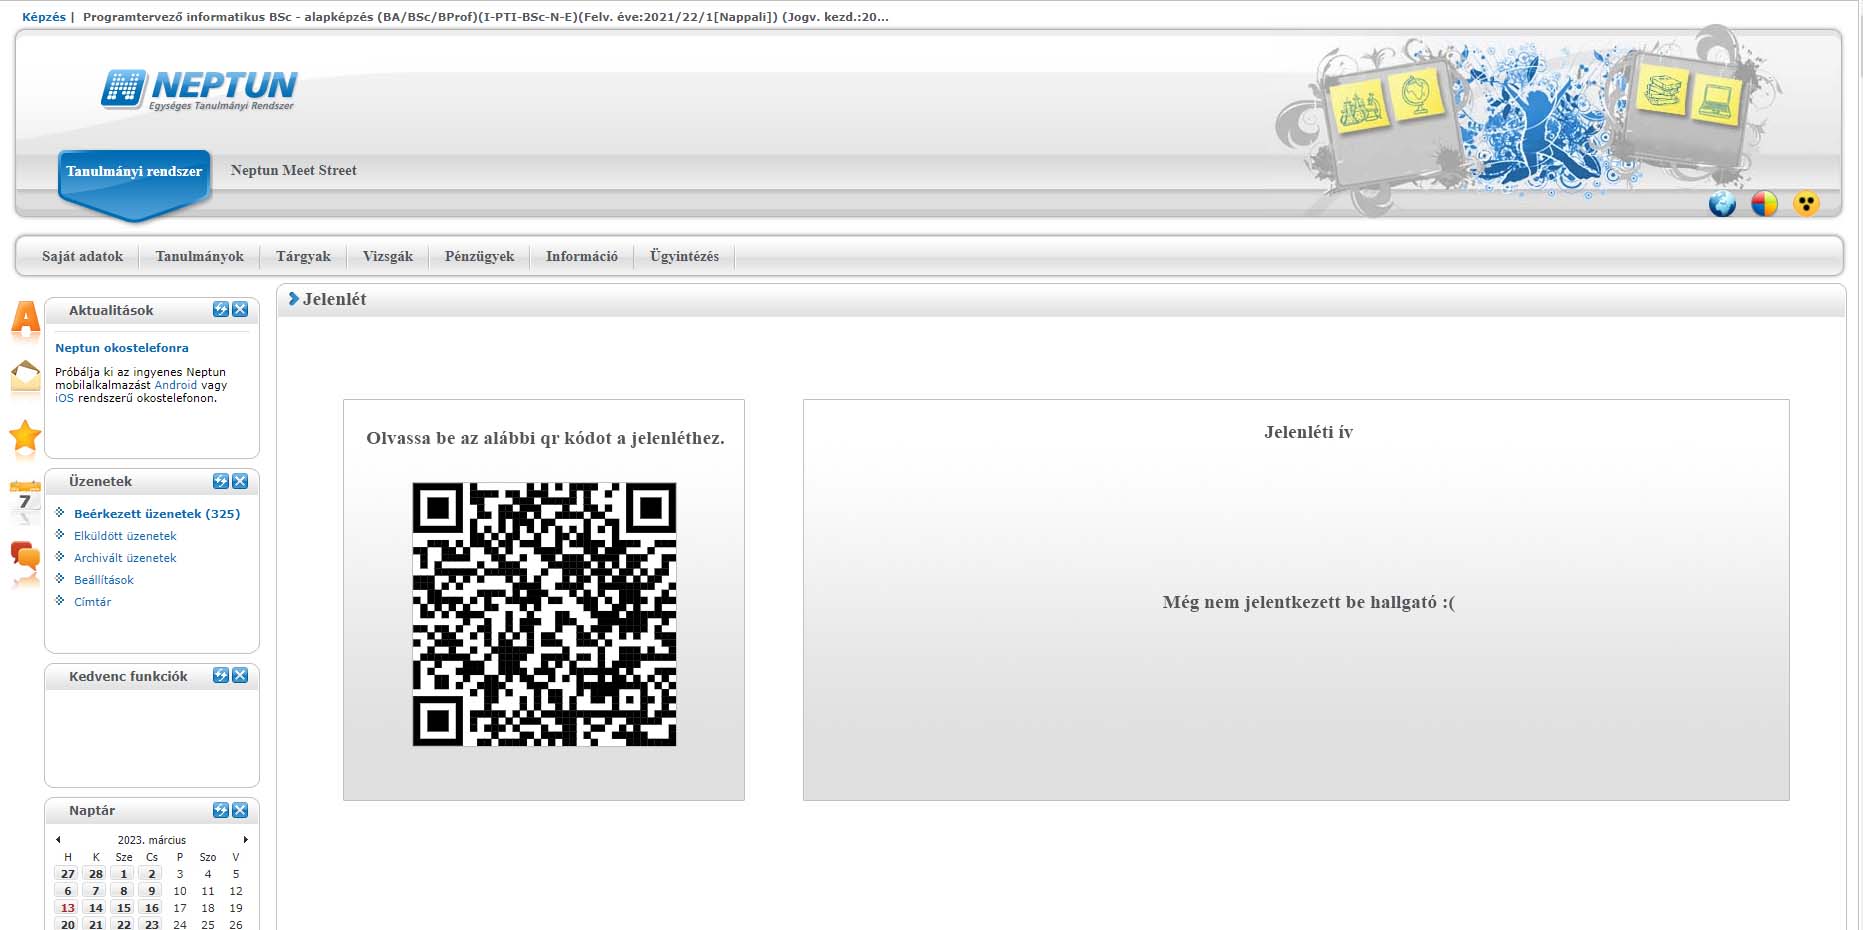 Képzés | Programtervező informatikus BSc - alapképzés (BA/BSc/BProf)(I-PTI-BSc-N-E)(Felv. éve:2021/22/1[Nappali]) (Jogv. kezd.:20...
NEPTUN
Egységes Tanulmányi Rendszer
Tanulmányi rendszer
Neptun Meet Street
Saját adatok
Tanulmányok
Tárgyak
Vizsgák
Pénzügyek
Információ
Ügyintézés
A
7
Aktualitások
Neptun okostelefonra
Próbálja ki az ingyenes Neptun
mobilalkalmazást Android vagy
iOS rendszerű okostelefonon.
Üzenetek
Beérkezett üzenetek (325)
Elküldött üzenetek
Archivált üzenetek
Beállítások
Címtár
Kedvenc funkciók
Naptár
2023. március
H K Sze Cs P Szo V
27 28 1 2 3 4 5
6 7 8 9 10 11 12
13 14 15 16 17 18 19
20 21 22 23 24 25 26
Jelenlét
Olvassa be az alábbi qr kódot a jelenléthez.
Jelenléti ív
Még nem jelentkezett be hallgató :(